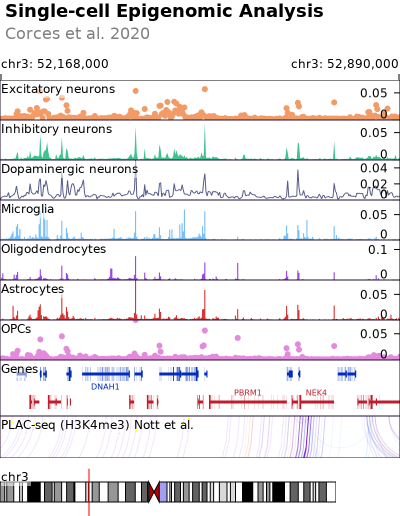 Single-cell Epigenomic Analysis
Corces et al. 2020
chr3: 52,168,000 chr3: 52,890,000
Excitatory neurons 0.05
0
Inhibitory neurons 0.05
0
Dopaminergic neurons 0.04
0.02
0
Microglia 0.05
0
Oligodendrocytes 0.1
0
Astrocytes 0.05
0
OPCs 0.05
0
Genes
DNAH1
PBRM1 NEK4
PLAC-seq (H3K4me3) Nott et al.
chr3